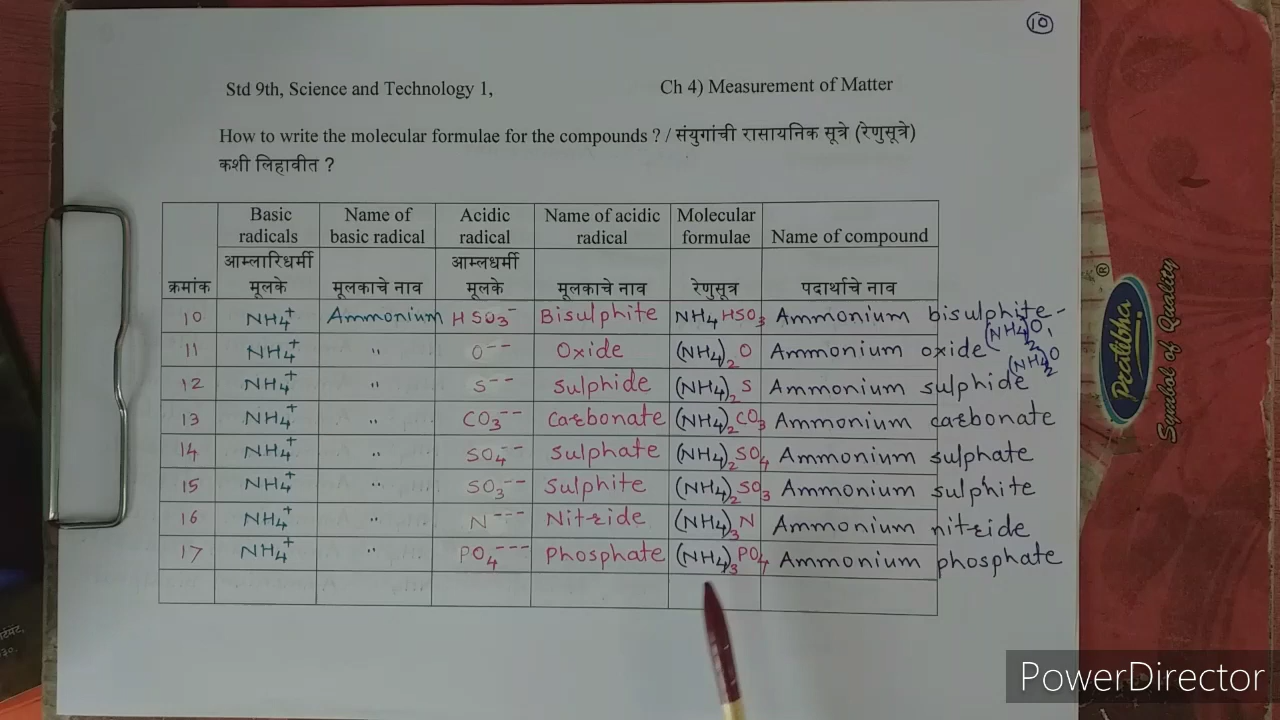 10
Std 9th, Science and Technology 1, Ch 4) Measurement of Matter
How to write the molecular formulae for the compounds ? / संयुगांची रासायनिक सूत्रे (रेणुसूत्रे)
कशी लिहावीत ?
Basic radicals Name of basic radical Acidic radical Name of acidic radical Molecular formulae Name of compound
क्रमांक आम्लारिधर्मी मूलके मूलकाचे नाव आम्लधर्मी मूलके मूलकाचे नाव रेणुसूत्र पदार्थाचे नाव
10 NH₄⁺ Ammonium HSO₃⁻ Bisulphite NH₄HSO₃ Ammonium bisulphite -
(NH₄)₂O,
11 NH₄⁺ " O⁻⁻ Oxide (NH₄)₂O Ammonium oxide
(NH₄)₂O
12 NH₄⁺ " S⁻⁻ Sulphide (NH₄)₂S Ammonium sulphide
13 NH₄⁺ " CO₃⁻⁻ Carbonate (NH₄)₂CO₃ Ammonium carbonate
14 NH₄⁺ " SO₄⁻⁻ Sulphate (NH₄)₂SO₄ Ammonium sulphate
15 NH₄⁺ " SO₃⁻⁻ Sulphite (NH₄)₂SO₃ Ammonium sulphite
16 NH₄⁺ " N⁻⁻⁻ Nitride (NH₄)₃N Ammonium nitride
17 NH₄⁺ " PO₄⁻⁻⁻ Phosphate (NH₄)₃PO₄ Ammonium phosphate
Pratibha ®
Symbol of Quality
PowerDirector